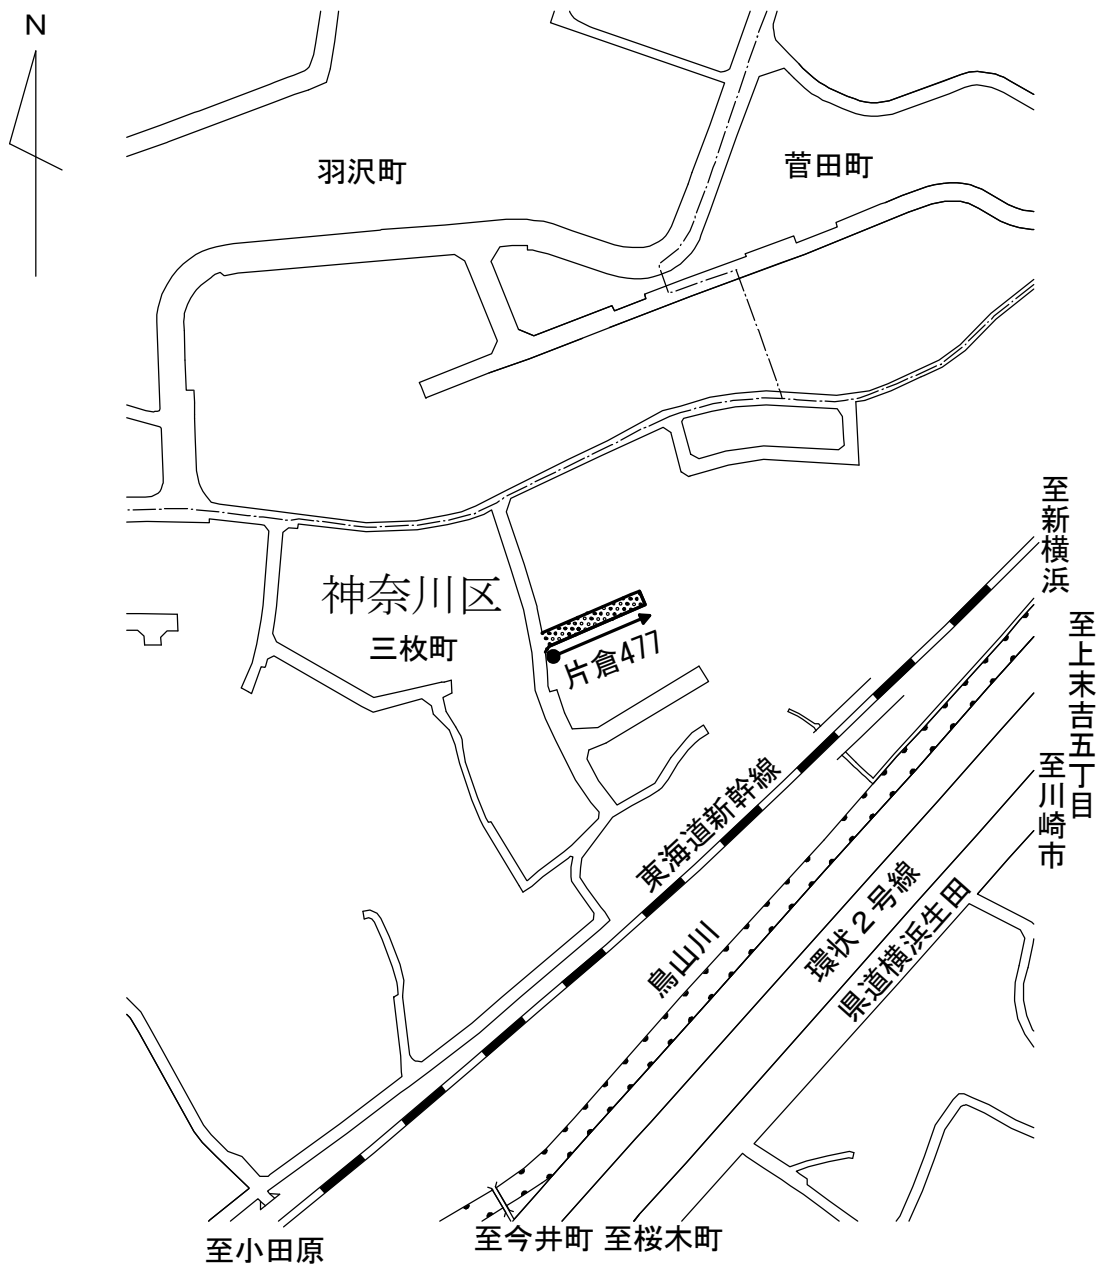 N
羽沢町
菅田町
神奈川区
三枚町
片倉477
至新横浜
至上末吉五丁目
至川崎市
東海道新幹線
鳥山川
環状2号線
県道横浜生田
至小田原
至今井町
至桜木町